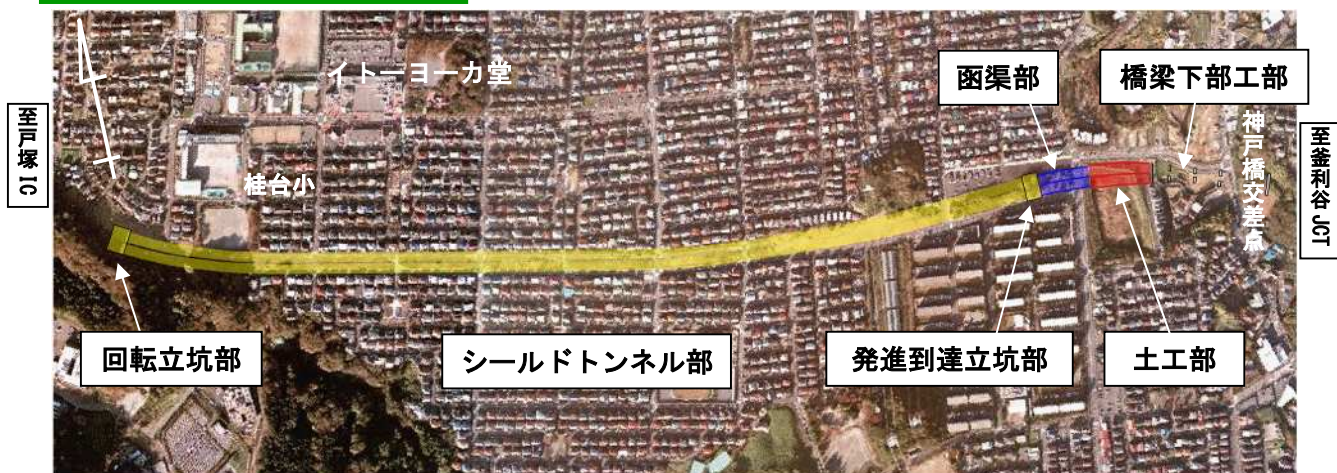 イトーヨーカ堂
函渠部
橋梁下部工部
至戸塚IC
桂台小
神戸橋交差点
至釜利谷JCT
回転立坑部
シールドトンネル部
発進到達立坑部
土工部